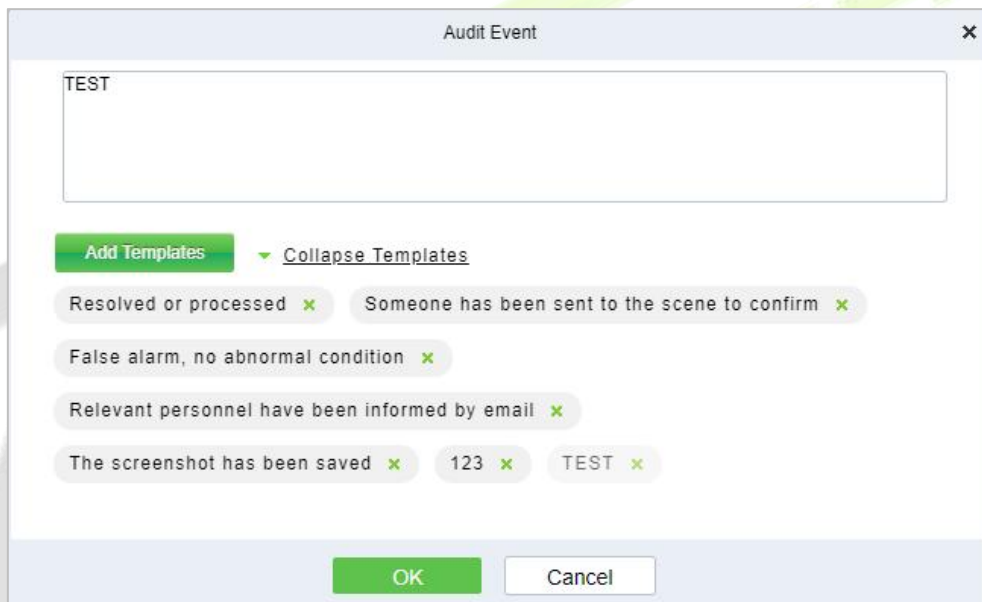 Audit Event
TEST
Add Templates Collapse Templates
Resolved or processed Someone has been sent to the scene to confirm
False alarm, no abnormal condition
Relevant personnel have been informed by email
The screenshot has been saved 123 TEST
OK Cancel